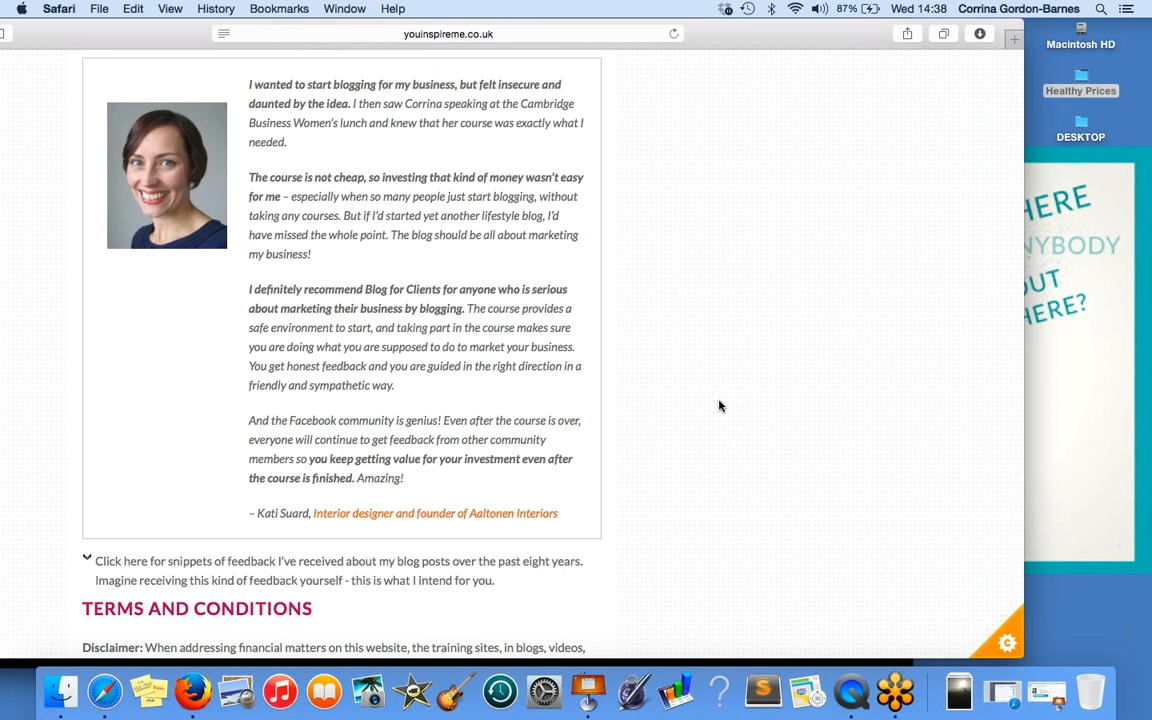 Safari File Edit View History Bookmarks Window Help 87% Wed 14:38 Corrina Gordon-Barnes
youinspireme.co.uk
Macintosh HD
Healthy Prices
DESKTOP
I wanted to start blogging for my business, but felt insecure and
daunted by the idea. I then saw Corrina speaking at the Cambridge
Business Women's lunch and knew that her course was exactly what I
needed.
The course is not cheap, so investing that kind of money wasn't easy
for me – especially when so many people just start blogging, without
taking any courses. But if I'd started yet another lifestyle blog, I'd
have missed the whole point. The blog should be all about marketing
my business!
I definitely recommend Blog for Clients for anyone who is serious
about marketing their business by blogging. The course provides a
safe environment to start, and taking part in the course makes sure
you are doing what you are supposed to do to market your business.
You get honest feedback and you are guided in the right direction in a
friendly and sympathetic way.
And the Facebook community is genius! Even after the course is over,
everyone will continue to get feedback from other community
members so you keep getting value for your investment even after
the course is finished. Amazing!
– Kati Suard, Interior designer and founder of Aaltonen Interiors
Click here for snippets of feedback I've received about my blog posts over the past eight years.
Imagine receiving this kind of feedback yourself - this is what I intend for you.
TERMS AND CONDITIONS
Disclaimer: When addressing financial matters on this website, the training sites, in blogs, videos,
HERE
NYBODY
OUT
HERE?